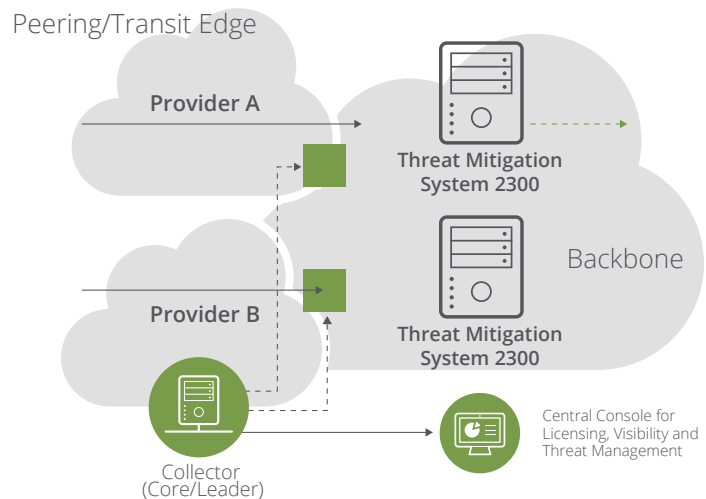 Peering/Transit Edge
Provider A
Threat Mitigation
System 2300
Backbone
Provider B
Threat Mitigation
System 2300
Central Console for
Licensing, Visibility and
Threat Management
Collector
(Core/Leader)